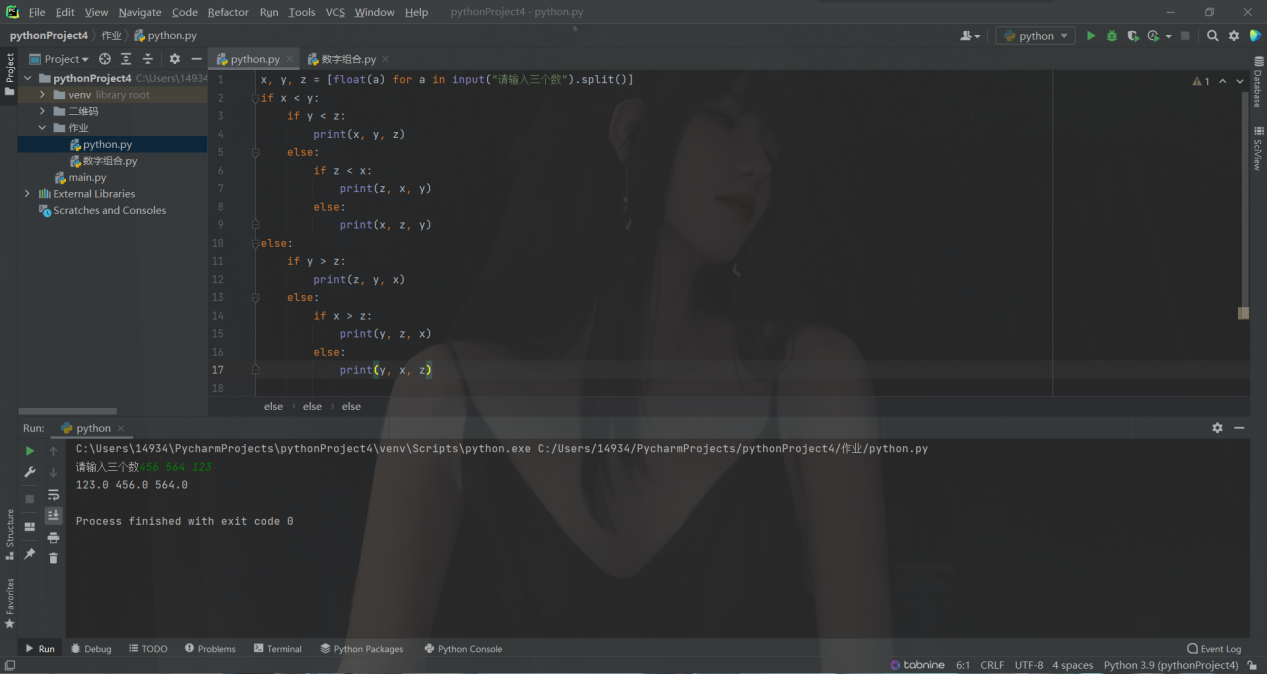 File Edit View Navigate Code Refactor Run Tools VCS Window Help pythonProject4 - python.py
pythonProject4 作业 python.py python
Project python.py 数字组合.py
Project
pythonProject4 C:\Users\14934
venv library root
二维码
作业
python.py
数字组合.py
main.py
External Libraries
Scratches and Consoles
1 x, y, z = [float(a) for a in input("请输入三个数").split()]
2 if x < y:
3 if y < z:
4 print(x, y, z)
5 else:
6 if z < x:
7 print(z, x, y)
8 else:
9 print(x, z, y)
10 else:
11 if y > z:
12 print(z, y, x)
13 else:
14 if x > z:
15 print(y, z, x)
16 else:
17 print(y, x, z)
18
else else else
1
Database
SciView
Run: python
C:\Users\14934\PycharmProjects\pythonProject4\venv\Scripts\python.exe C:/Users/14934/PycharmProjects/pythonProject4/作业/python.py
请输入三个数456 564 123
123.0 456.0 564.0
Process finished with exit code 0
Structure
Favorites
Run Debug TODO Problems Terminal Python Packages Python Console Event Log
tabnine 6:1 CRLF UTF-8 4 spaces Python 3.9 (pythonProject4)